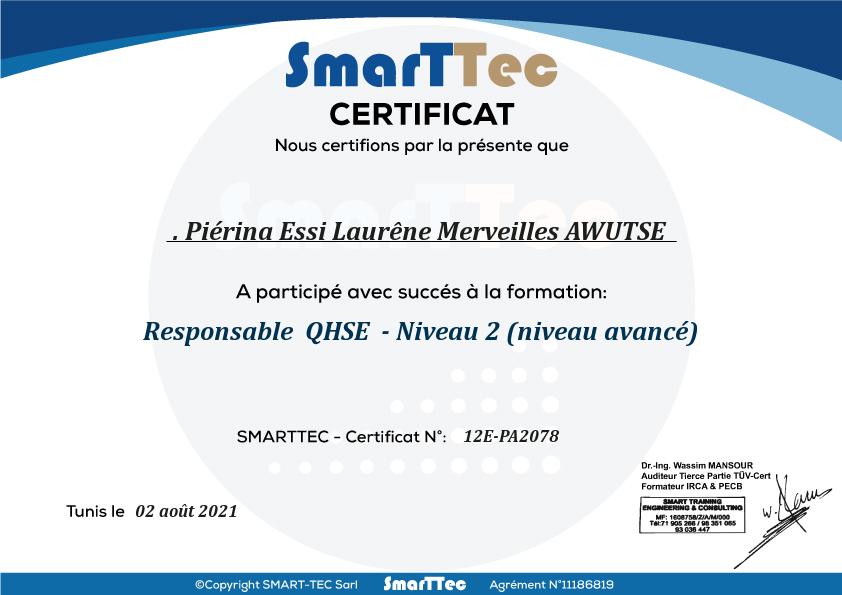 SmarTTec
CERTIFICAT
Nous certifions par la présente que
SmarTTec
. Piérina Essi Laurêne Merveilles AWUTSE
A participé avec succés à la formation:
Responsable QHSE - Niveau 2 (niveau avancé)
SMARTTEC - Certificat N°: 12E-PA2078
Dr.-Ing. Wassim MANSOUR
Auditeur Tierce Partie TÜV-Cert
Formateur IRCA & PECB
SMART TRAINING
ENGINEERING & CONSULTING
MF: 1608758/Z/A/M/000
Tél:71 905 266 / 98 351 065
93 036 447
Tunis le 02 août 2021
©Copyright SMART-TEC Sarl SmarTTec Agrément N°11186819